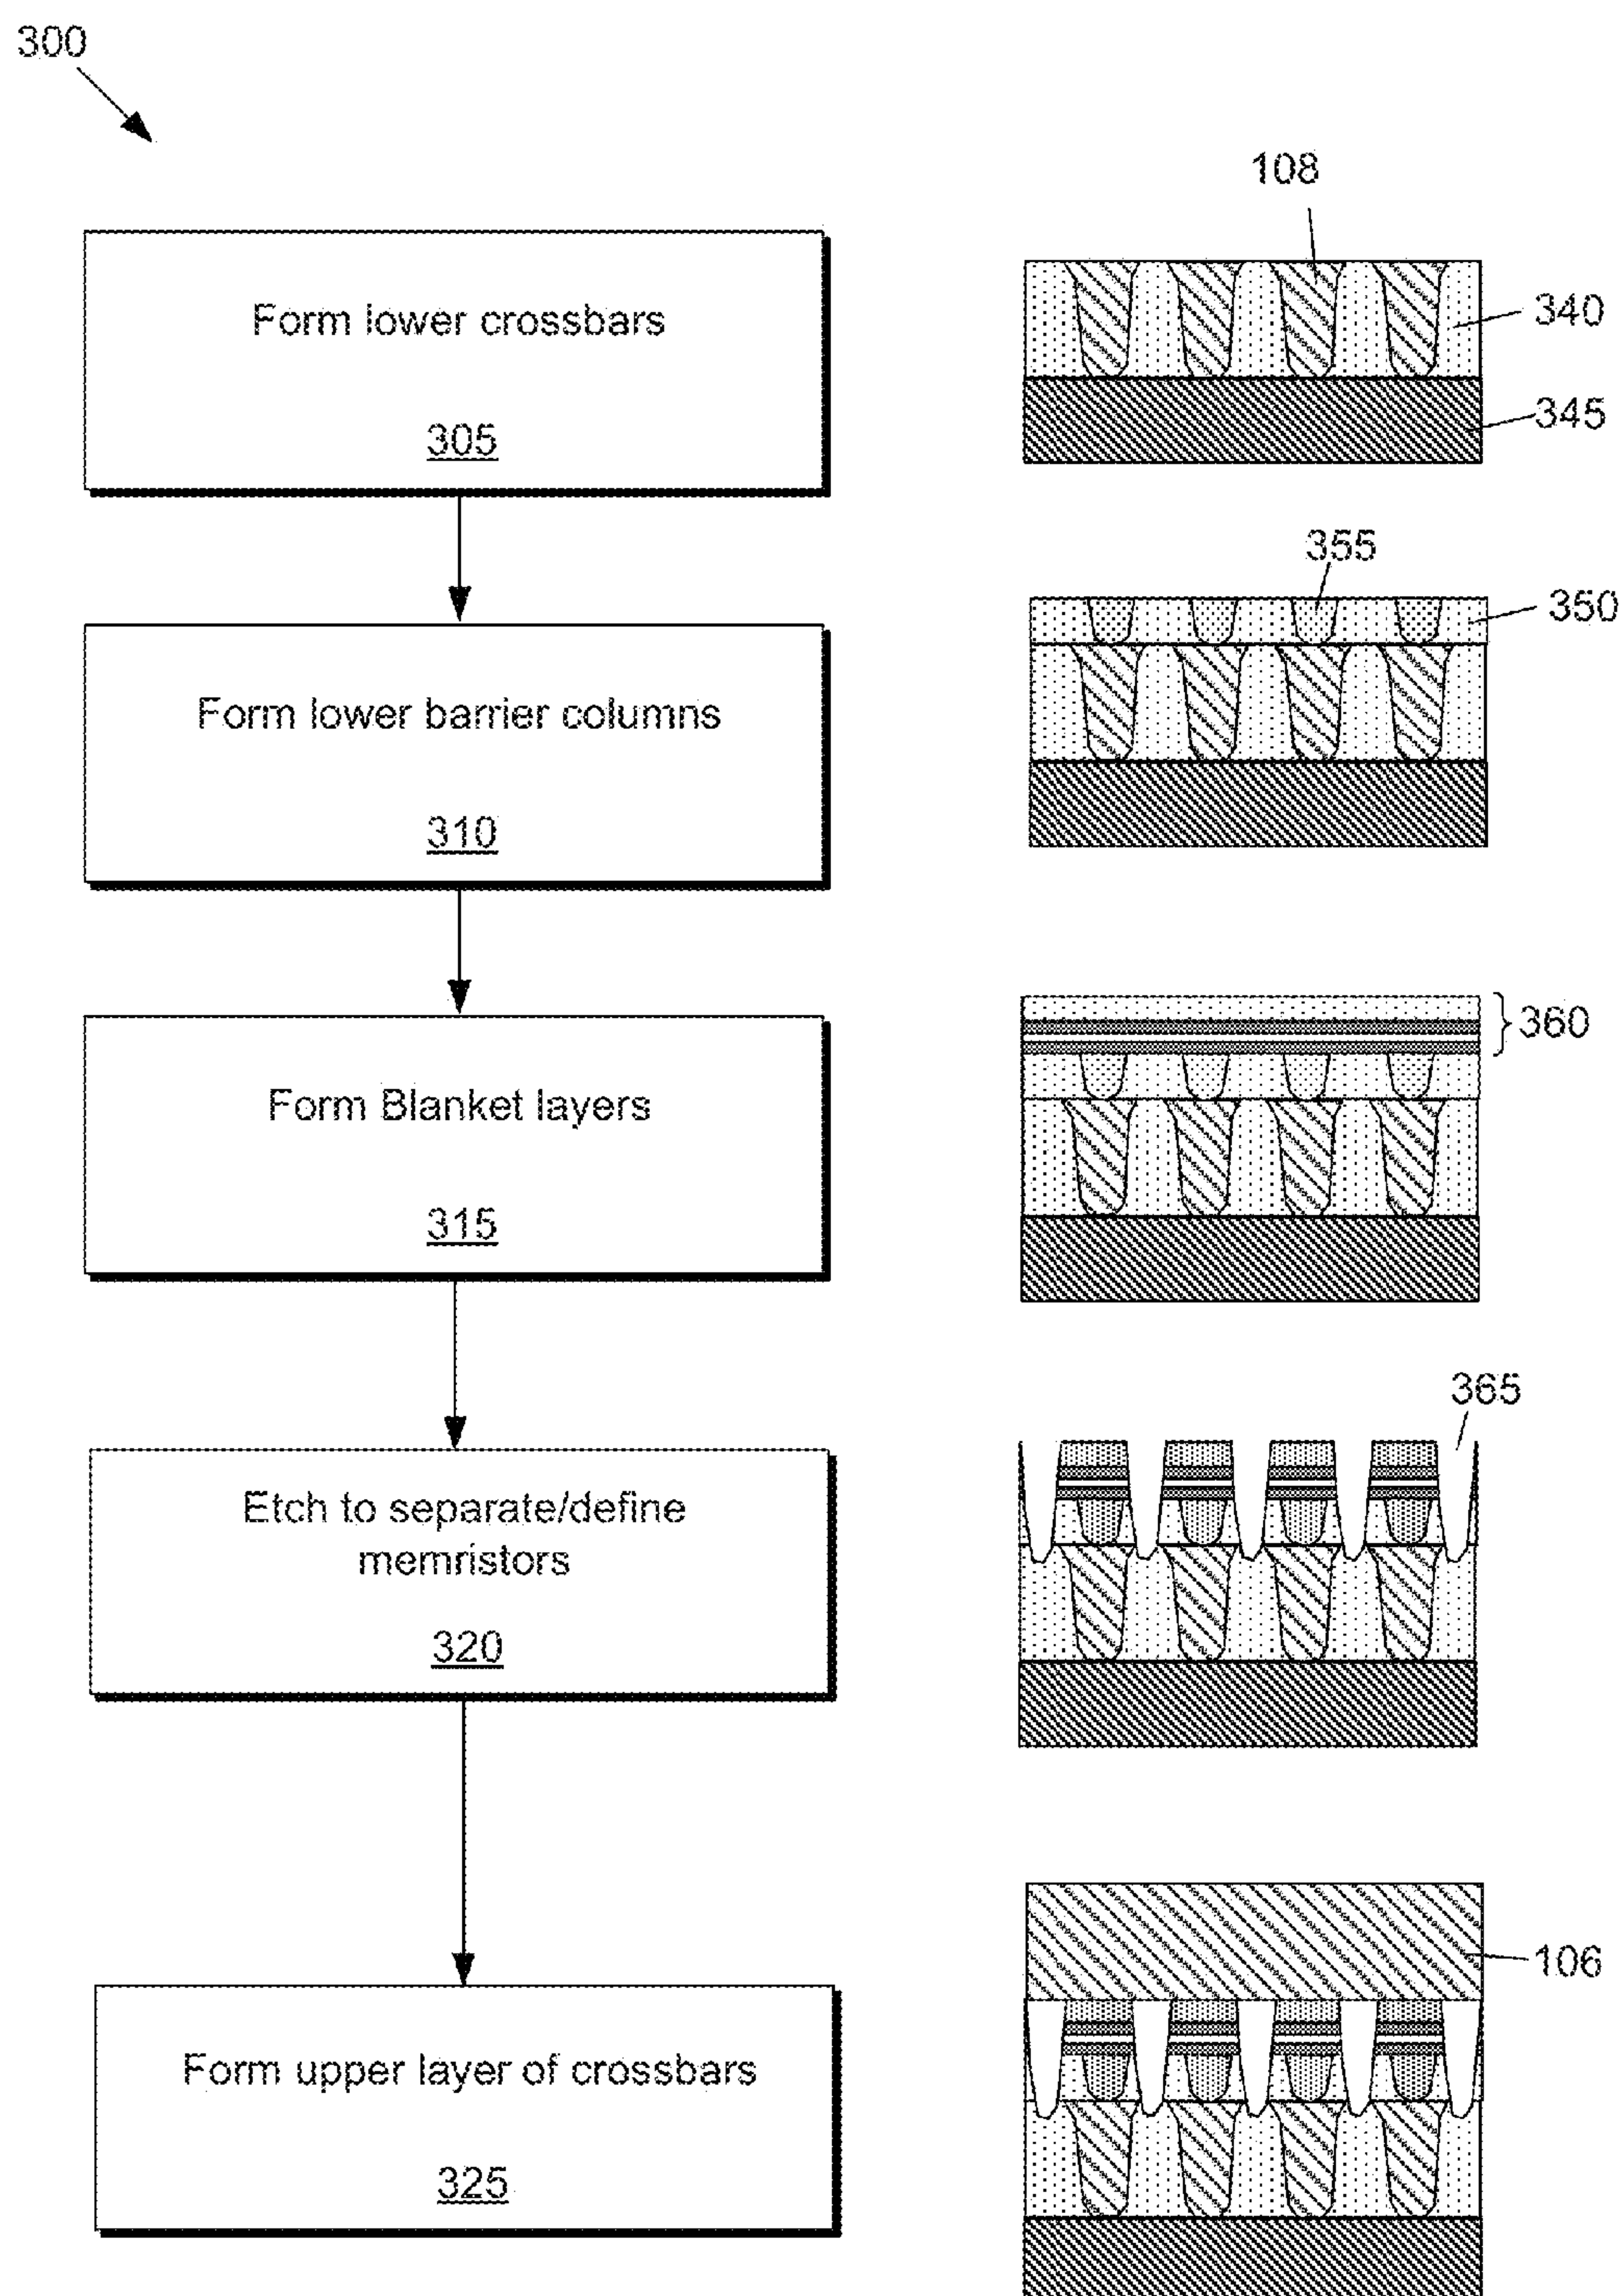 300
108
Form lower crossbars
305
340
345
355
350
Form lower barrier columns
310
360
Form Blanket layers
315
365
Etch to separate/define
memristors
320
106
Form upper layer of crossbars
325